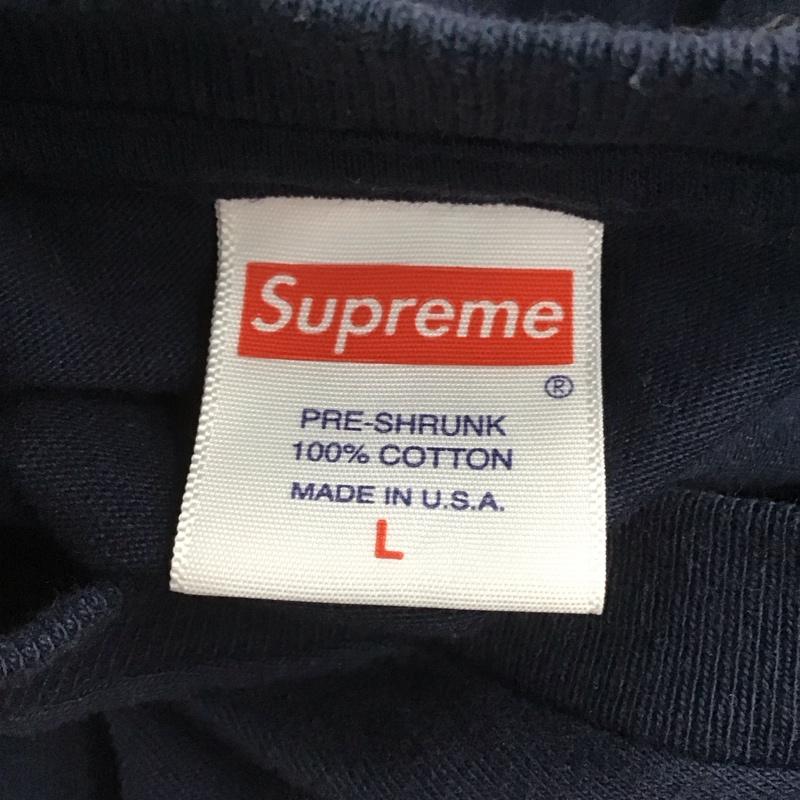 Supreme
®
PRE-SHRUNK
100% COTTON
MADE IN U.S.A.
L